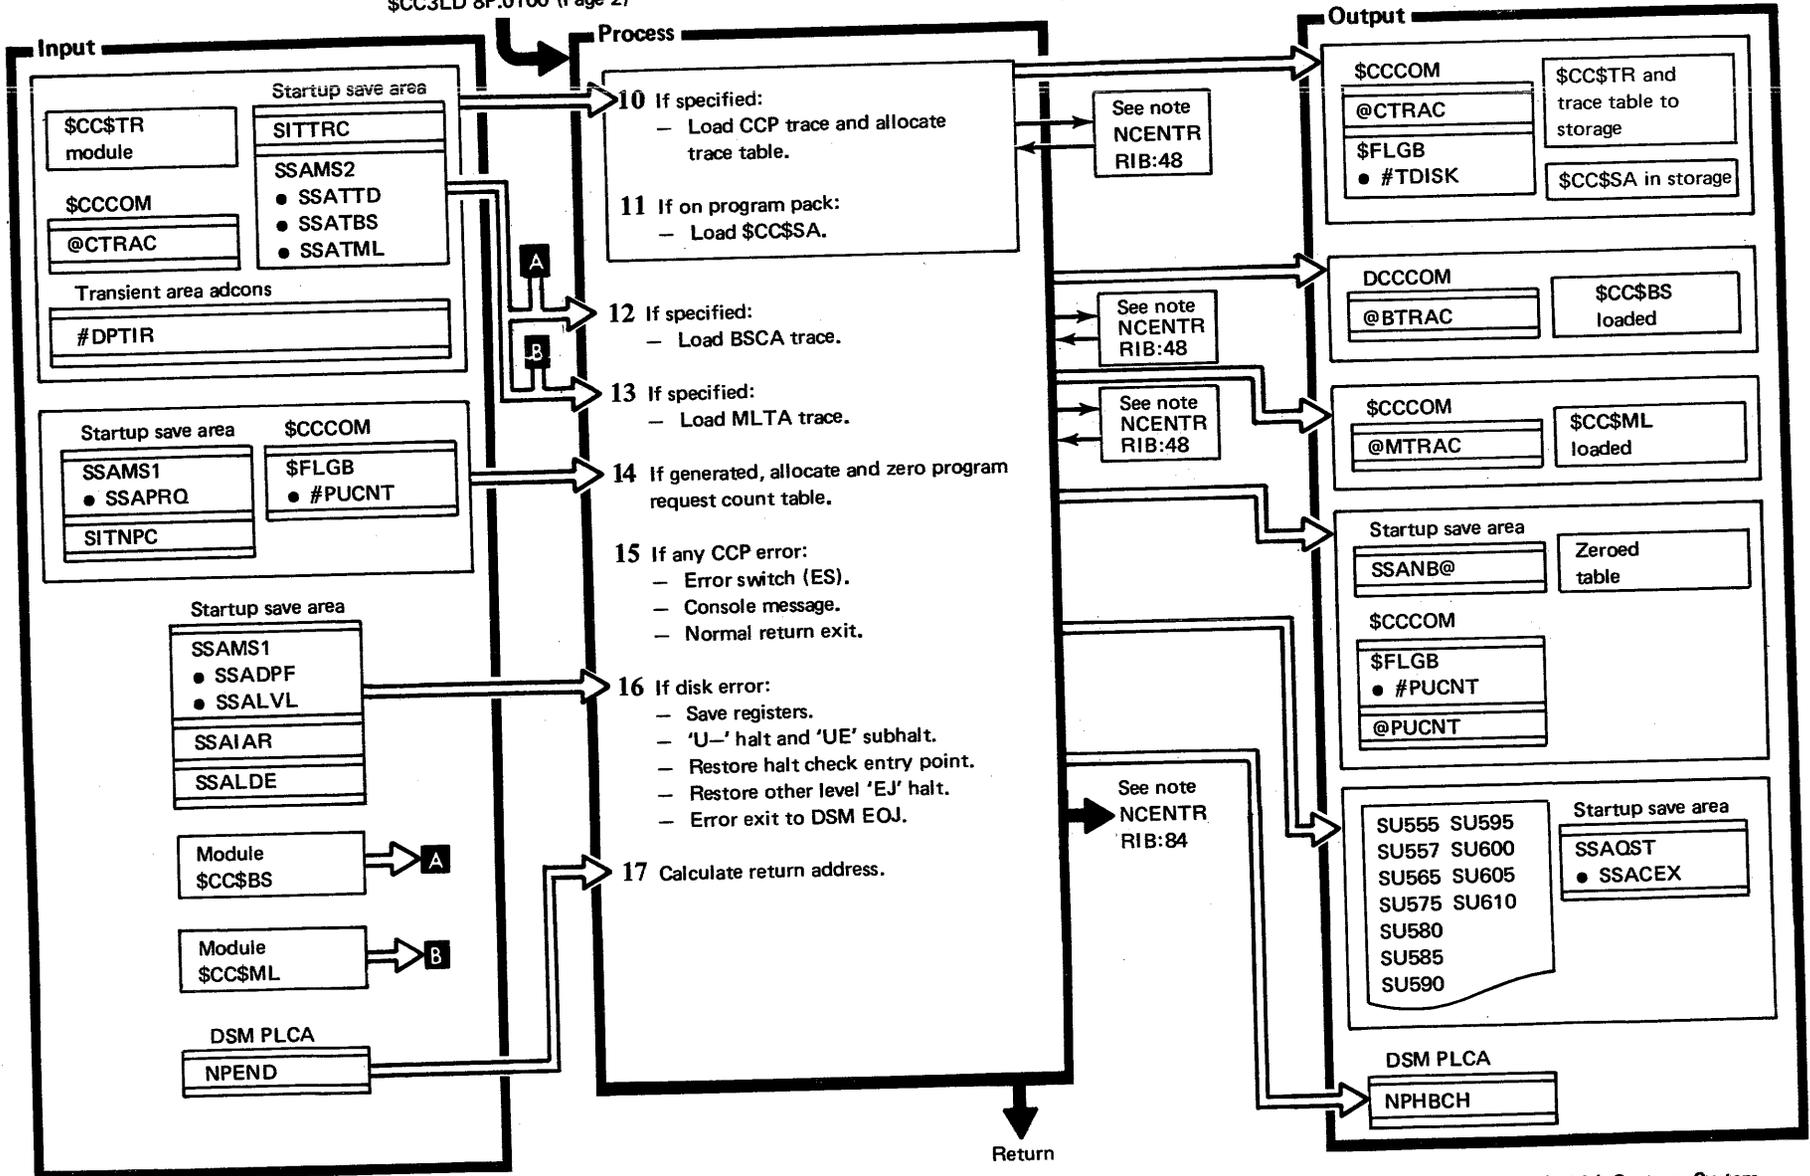 $CC3LD 8P.0100 (Page 2)
Input
$CC$TR
module
Startup save area
SITTRC
SSAMS2
● SSATTD
● SSATBS
● SSATML
$CCCOM
@CTRAC
Transient area adcons
#DPTIR
Startup save area
SSAMS1
● SSAPRQ
SITNPC
$CCCOM
$FLGB
● #PUCNT
Startup save area
SSAMS1
● SSADPF
● SSALVL
SSAIAR
SSALDE
Module
$CC$BS
A
Module
$CC$ML
B
DSM PLCA
NPEND
A
B
Process
10 If specified:
— Load CCP trace and allocate
trace table.
11 If on program pack:
— Load $CC$SA.
12 If specified:
— Load BSCA trace.
13 If specified:
— Load MLTA trace.
14 If generated, allocate and zero program
request count table.
15 If any CCP error:
— Error switch (ES).
— Console message.
— Normal return exit.
16 If disk error:
— Save registers.
— ‘U—’ halt and ‘UE’ subhalt.
— Restore halt check entry point.
— Restore other level ‘EJ’ halt.
— Error exit to DSM EOJ.
17 Calculate return address.
Return
See note
NCENTR
RIB:48
See note
NCENTR
RIB:48
See note
NCENTR
RIB:48
See note
NCENTR
RIB:84
Output
$CCCOM
@CTRAC
$FLGB
● #TDISK
$CC$TR and
trace table to
storage
$CC$SA in storage
DCCCOM
@BTRAC
$CC$BS
loaded
$CCCOM
@MTRAC
$CC$ML
loaded
Startup save area
SSANB@
Zeroed
table
$CCCOM
$FLGB
● #PUCNT
@PUCNT
SU555 SU595
SU557 SU600
SU565 SU605
SU575 SU610
SU580
SU585
SU590
Startup save area
SSAQST
● SSACEX
DSM PLCA
NPHBCH